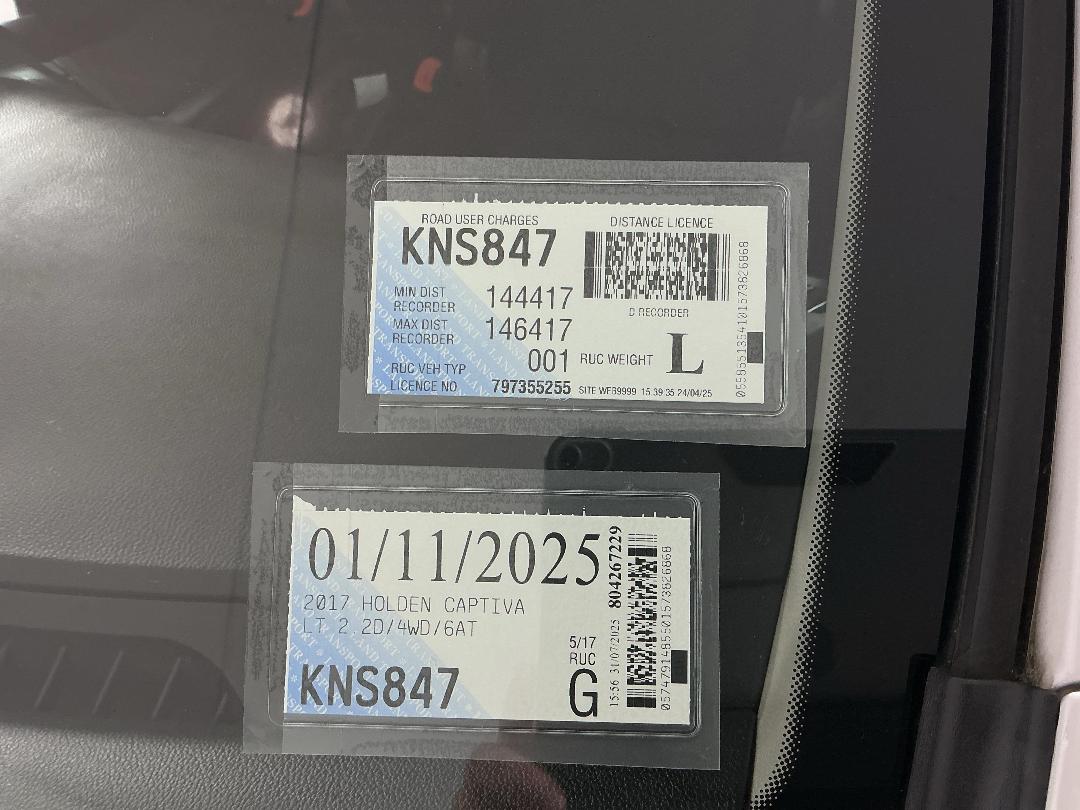 ROAD USER CHARGES
KNS847
MIN DIST
RECORDER 144417
MAX DIST
RECORDER 146417
RUC VEH TYP 001
LICENCE NO. 797355255
DISTANCE LICENCE
D RECORDER
RUC WEIGHT L
SITE WEB9999 15 39 35 24/04/25
01/11/2025
2017 HOLDEN CAPTIVA
LT 2.2D/4WD/6AT
KNS847
5/17
RUC
G
15:56 31/07/2025 804267229